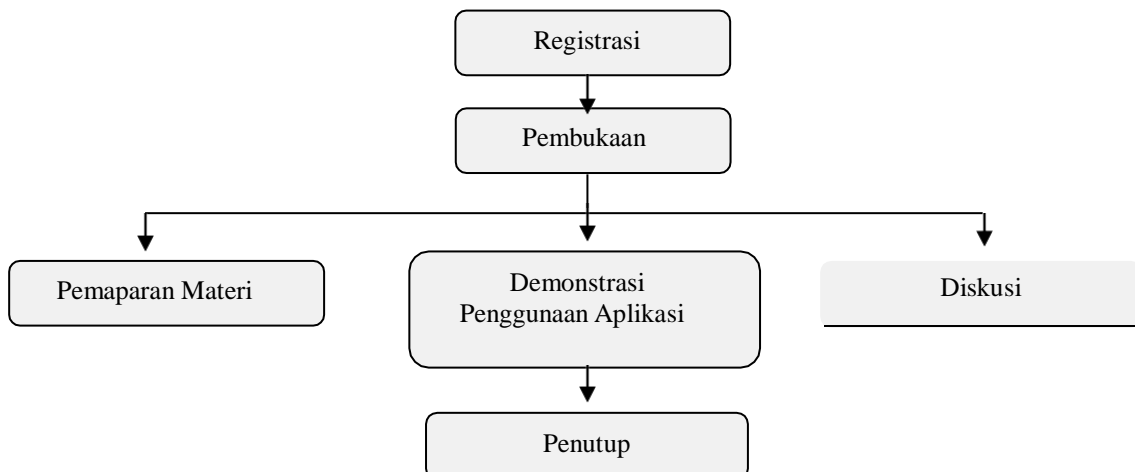 Registrasi
Pembukaan
Pemaparan Materi
Demonstrasi
Penggunaan Aplikasi
Diskusi
Penutup